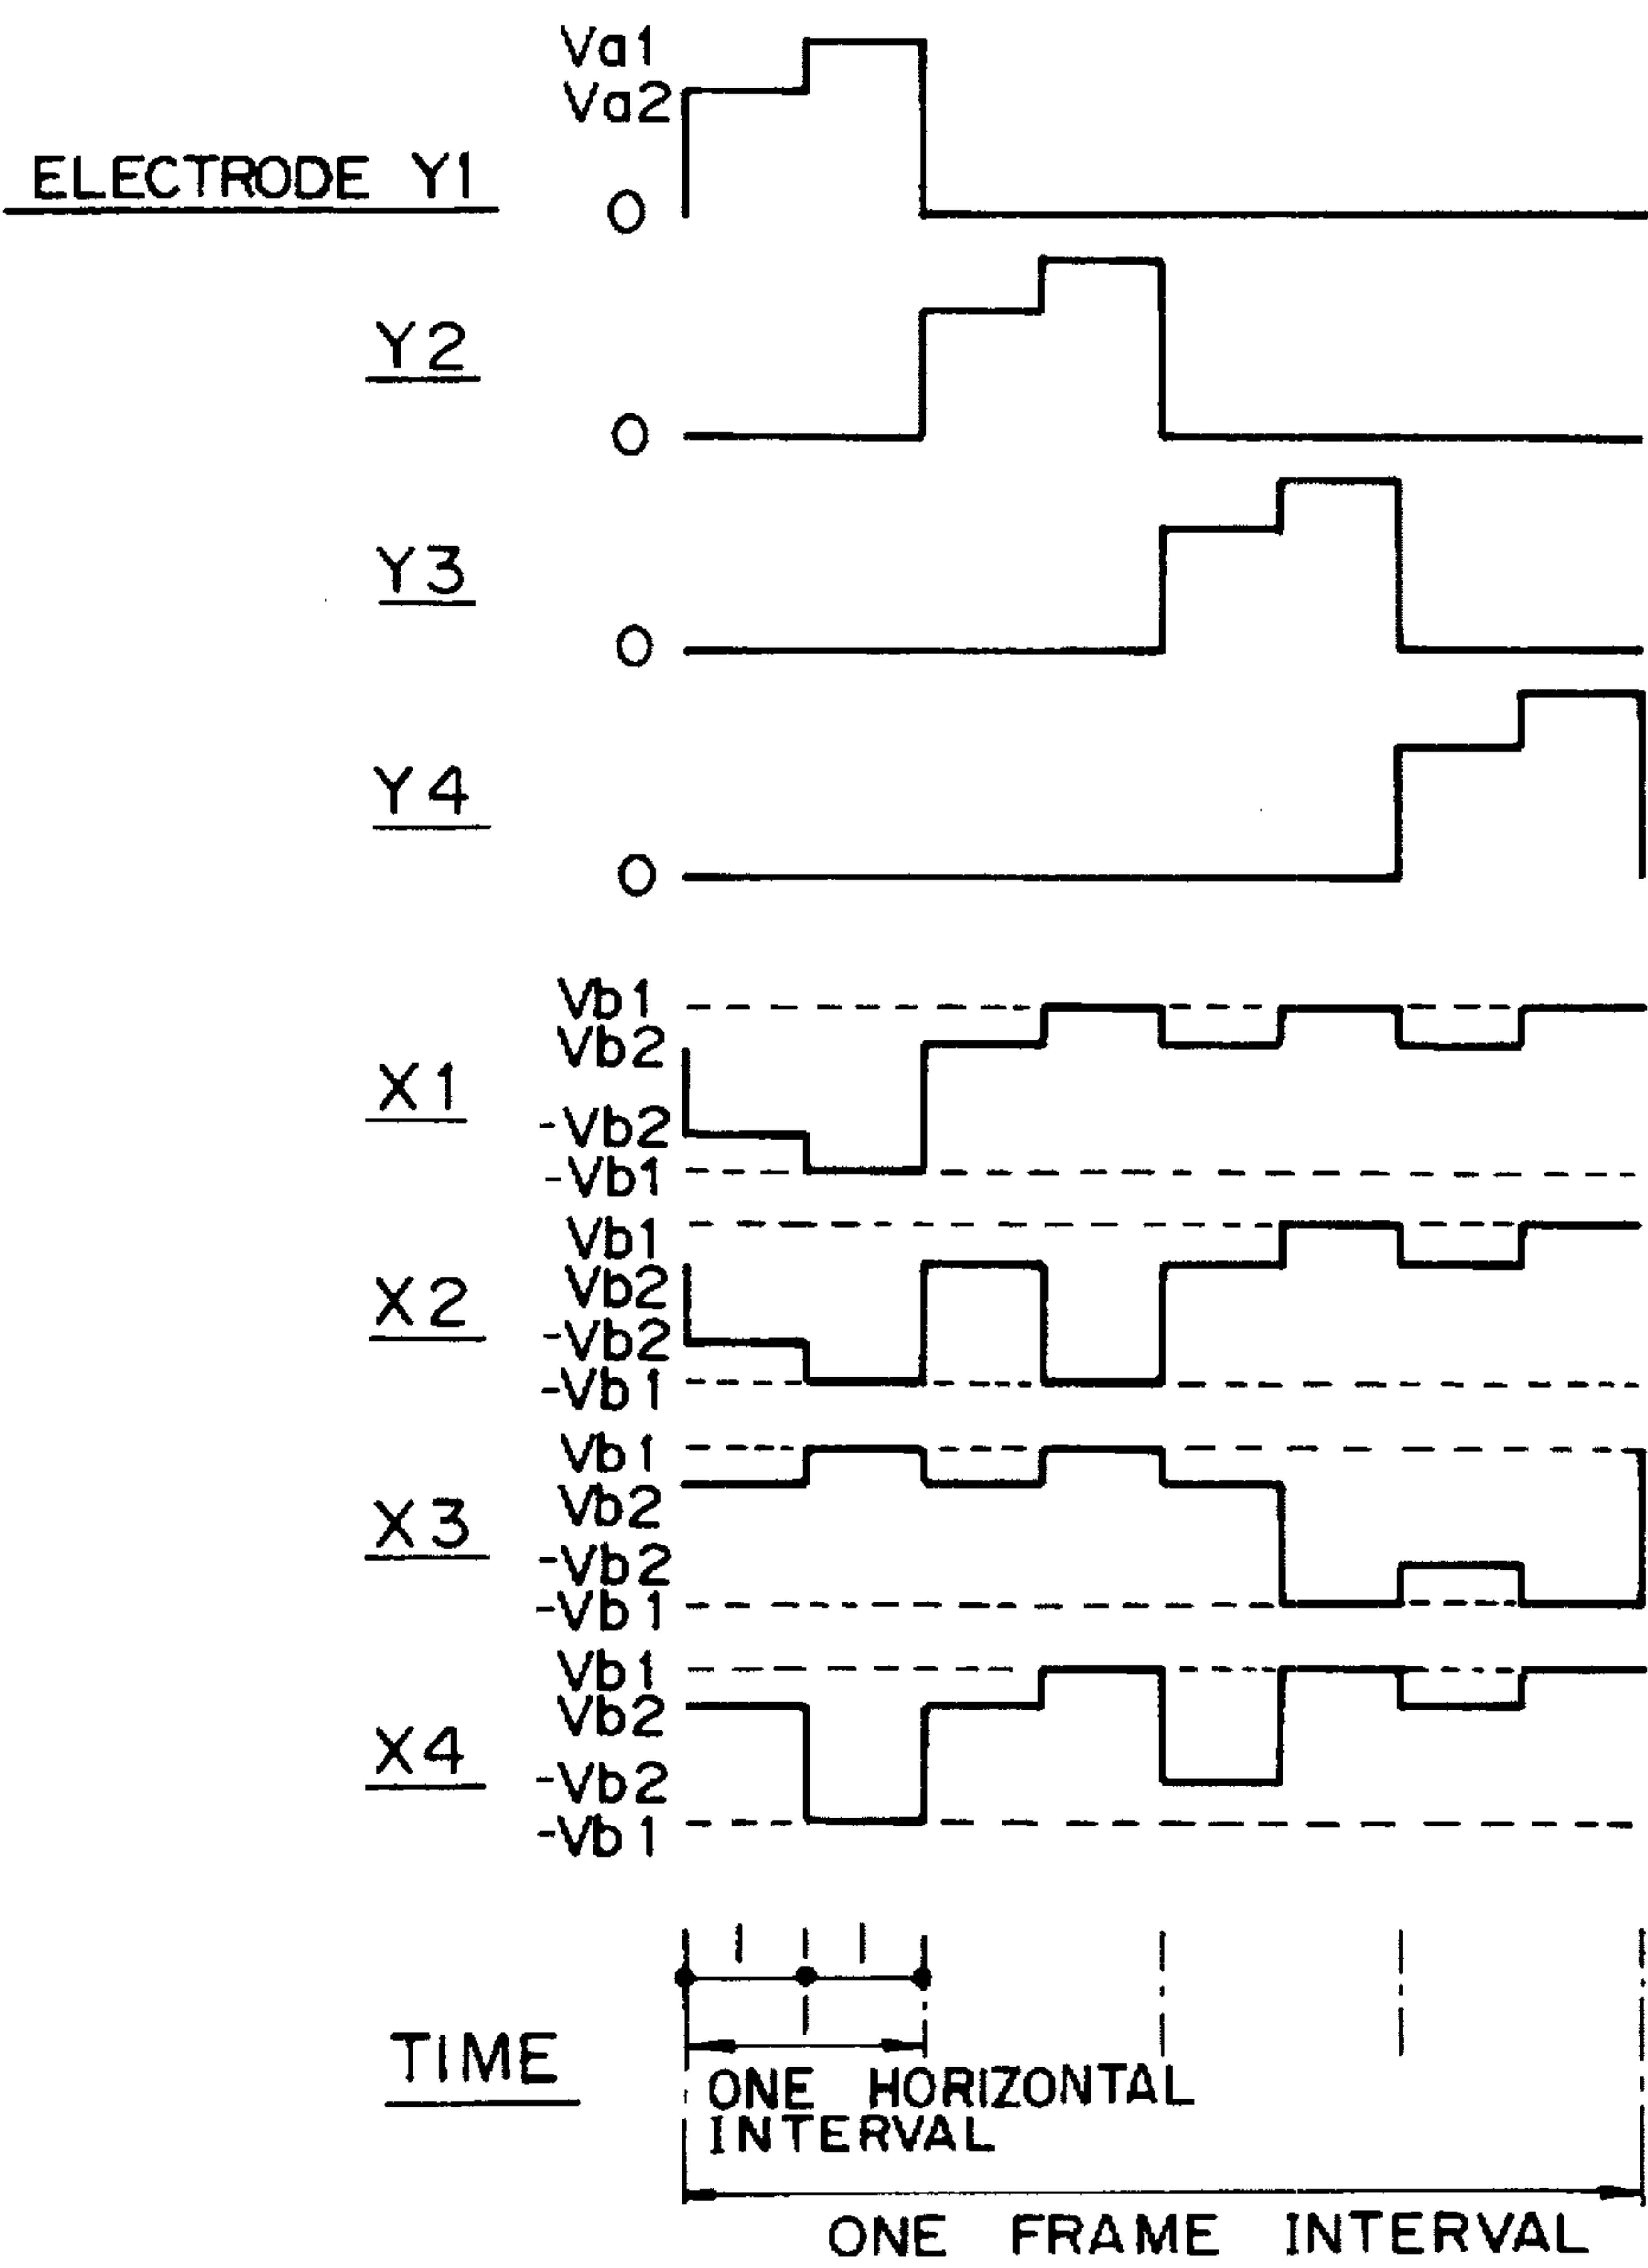 Va1
Va2
ELECTRODE Y1
0
Y2
0
Y3
0
Y4
0
Vb1
Vb2
X1
-Vb2
-Vb1
Vb1
X2
Vb2
-Vb2
-Vb1
Vb1
Vb2
X3
-Vb2
-Vb1
Vb1
Vb2
X4
-Vb2
-Vb1
TIME
ONE HORIZONTAL
INTERVAL
ONE FRAME INTERVAL